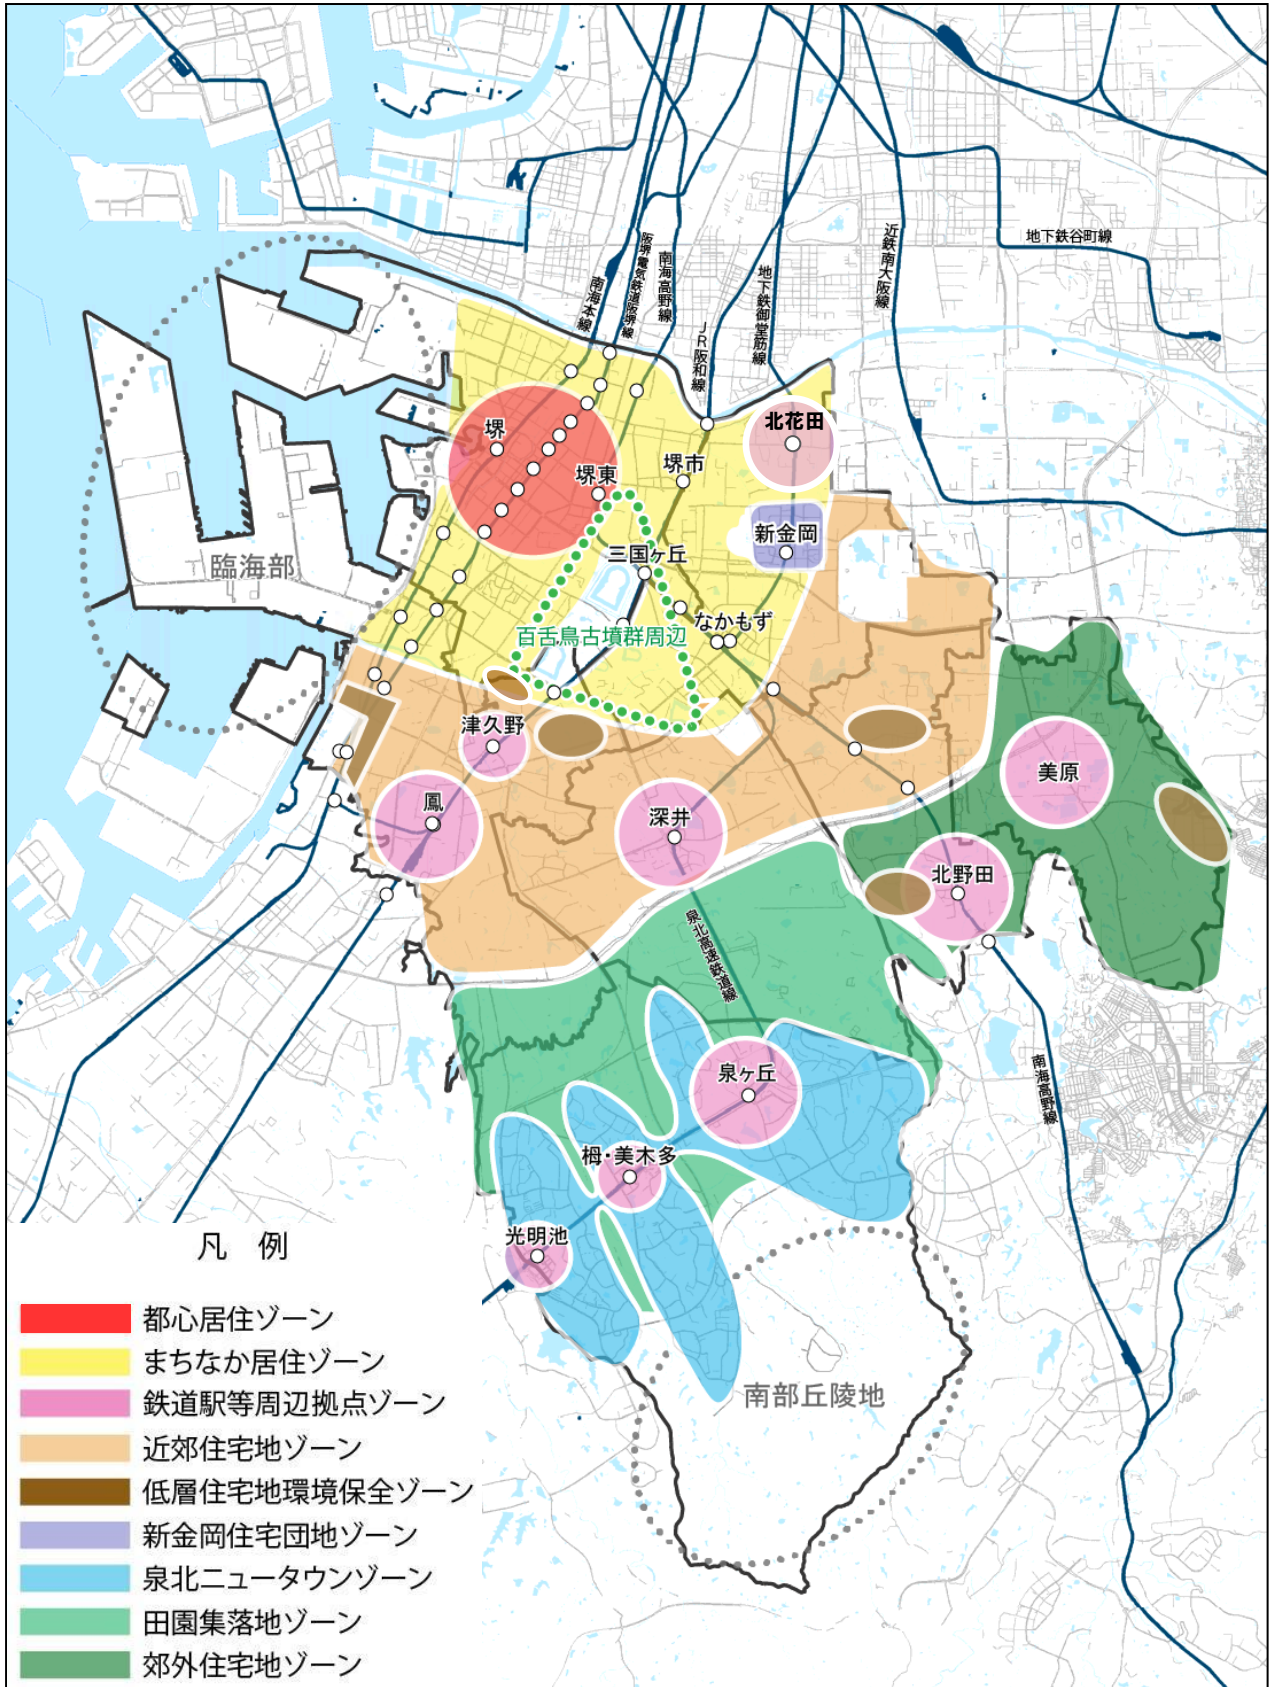 地下鉄谷町線
近鉄南大阪線
阪堺電気鉄道阪堺線
南海高野線
南海本線
地下鉄御堂筋線
JR阪和線
北花田
堺
堺市
堺東
新金岡
三国ヶ丘
臨海部
なかもず
百舌鳥古墳群周辺
津久野
美原
鳳
深井
北野田
泉北高速鉄道線
泉ヶ丘
南海高野線
栂・美木多
光明池
南部丘陵地
凡 例
都心居住ゾーン
まちなか居住ゾーン
鉄道駅等周辺拠点ゾーン
近郊住宅地ゾーン
低層住宅地環境保全ゾーン
新金岡住宅団地ゾーン
泉北ニュータウンゾーン
田園集落地ゾーン
郊外住宅地ゾーン